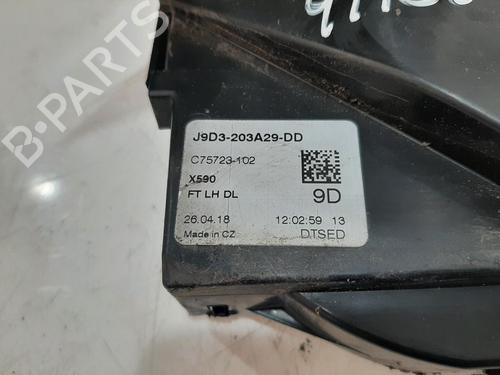 J9D3-203A29-DD
C75723-102
X590
FT LH DL 9D
26.04.18 12:02:59 13
Made in CZ DTSED
B-PARTS